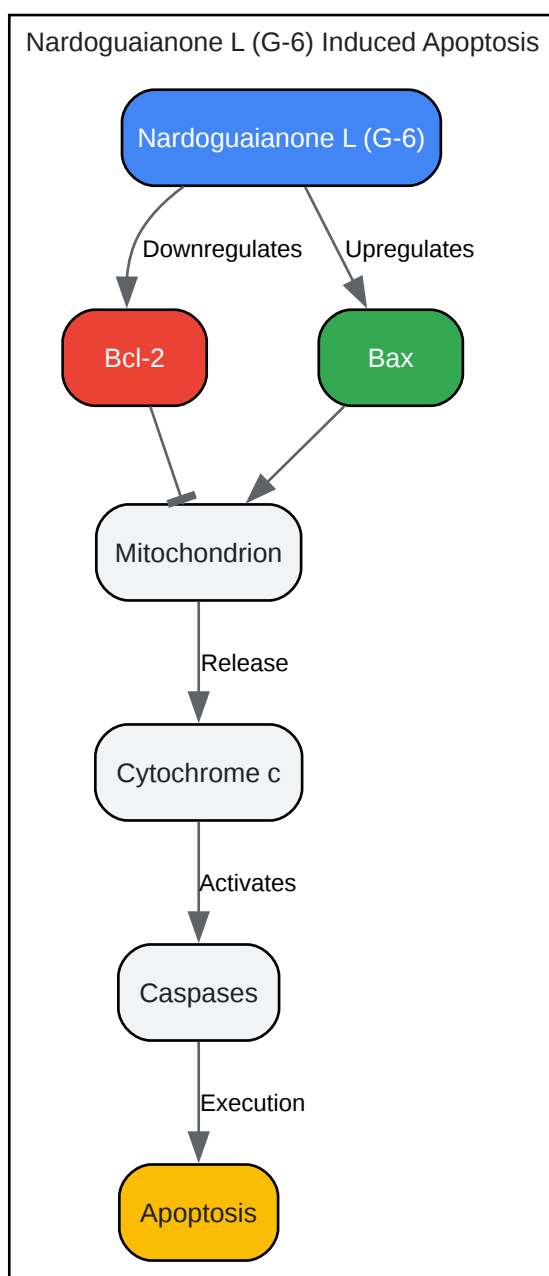 Nardoguaianone L (G-6) Induced Apoptosis
Nardoguaianone L (G-6)
Downregulates
Upregulates
Bcl-2
Bax
Mitochondrion
Release
Cytochrome c
Activates
Caspases
Execution
Apoptosis